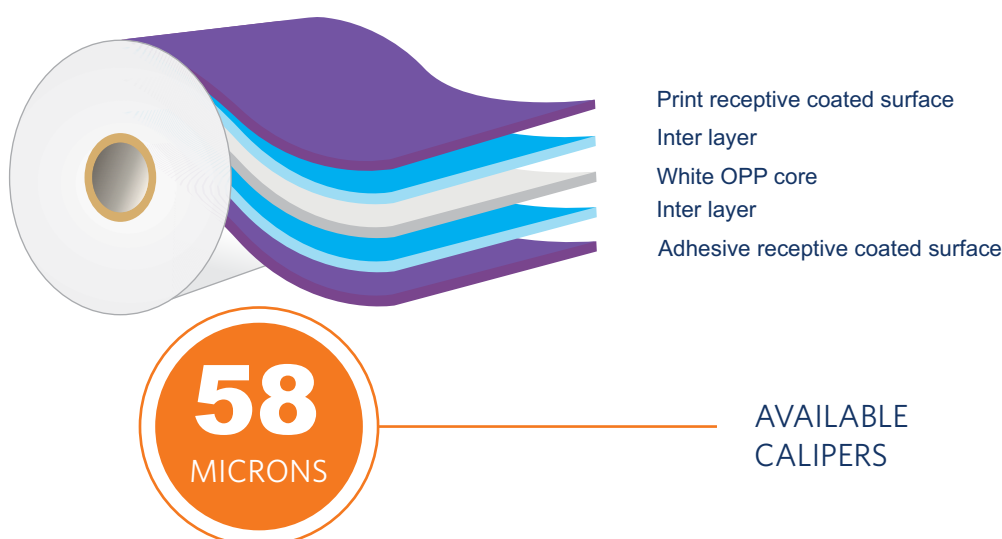 Print receptive coated surface
Inter layer
White OPP core
Inter layer
Adhesive receptive coated surface
58
MICRONS
AVAILABLE
CALIPERS